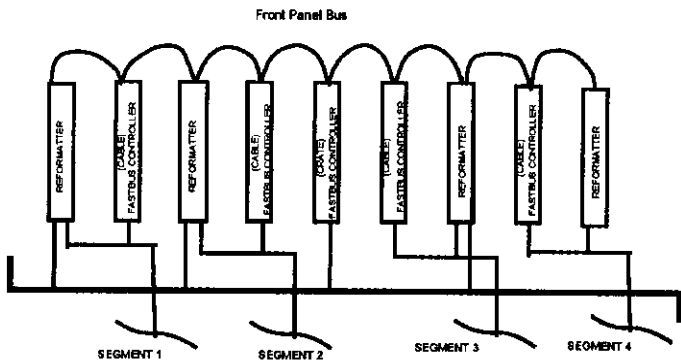 Front Panel Bus
REFORMATTER
(CABLE)
FASTBUS CONTROLLER
REFORMATTER
(CABLE)
FASTBUS CONTROLLER
(CRATE)
FASTBUS CONTROLLER
(CABLE)
FASTBUS CONTROLLER
REFORMATTER
(CABLE)
FASTBUS CONTROLLER
REFORMATTER
SEGMENT 1
SEGMENT 2
SEGMENT 3
SEGMENT 4